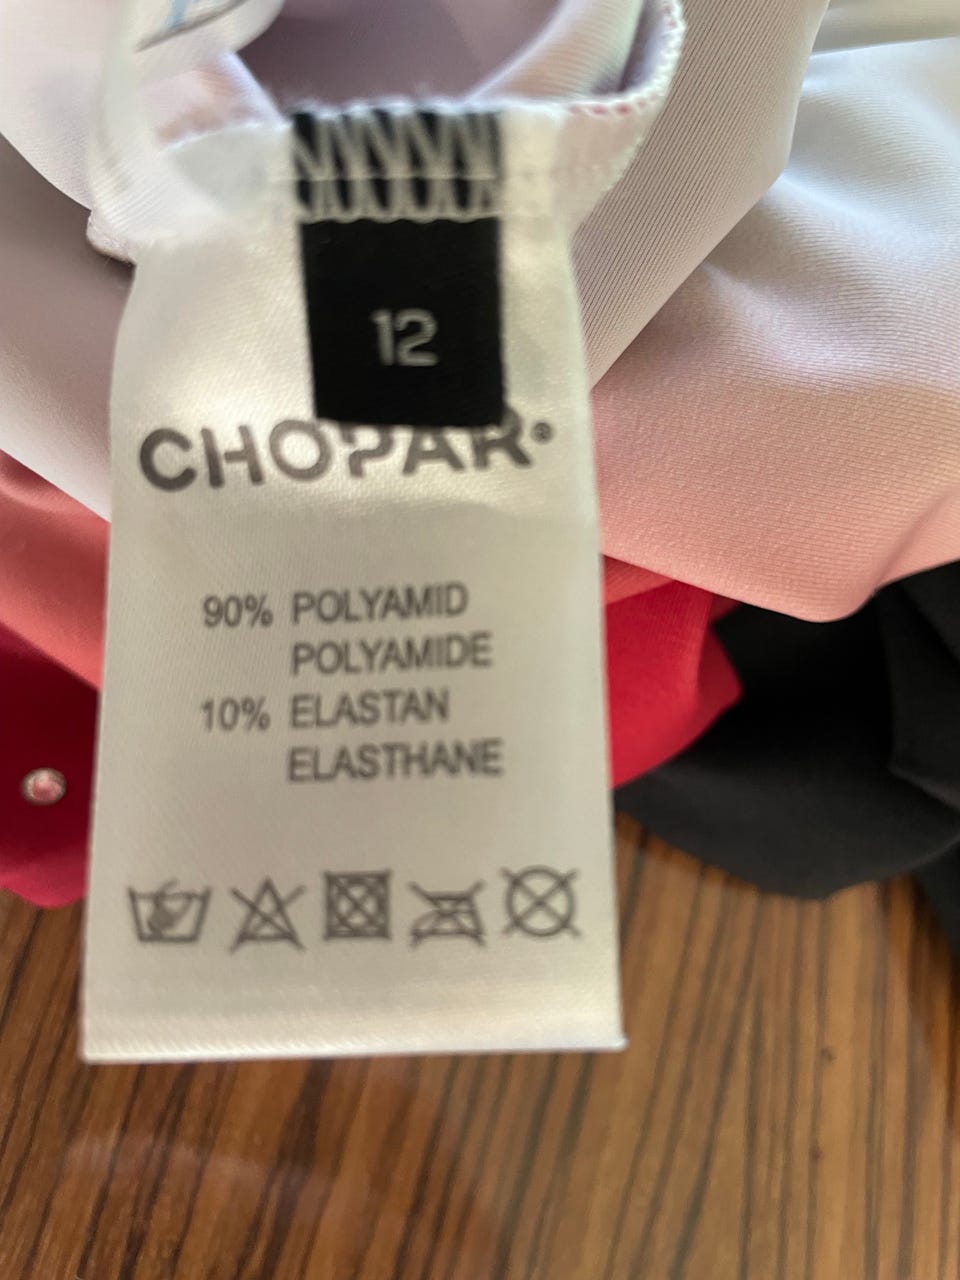 12
CHOPAR®
90% POLYAMID
POLYAMIDE
10% ELASTAN
ELASTHANE